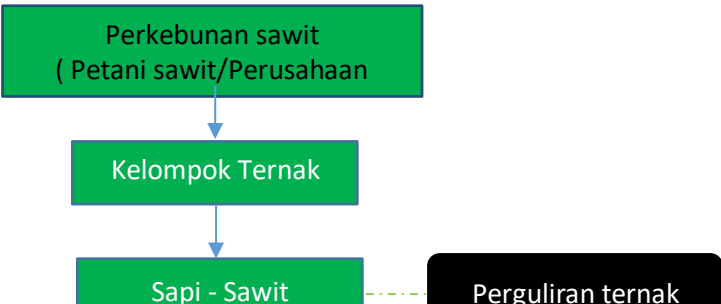 Perkebunan sawit
( Petani sawit/Perusahaan
Kelompok Ternak
Sapi - Sawit
Perguliran ternak